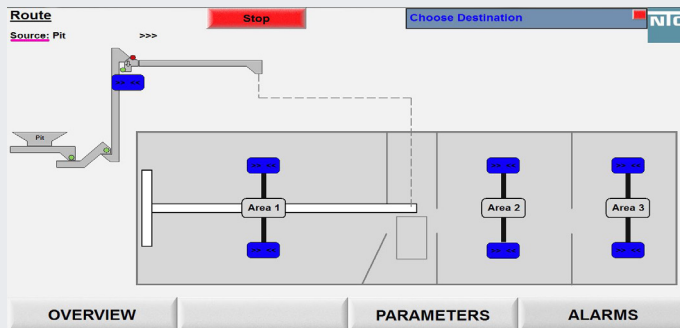 Route
Stop
Choose Destination
NTC
Source: Pit >>>
Pit
Area 1
Area 2
Area 3
OVERVIEW
PARAMETERS
ALARMS